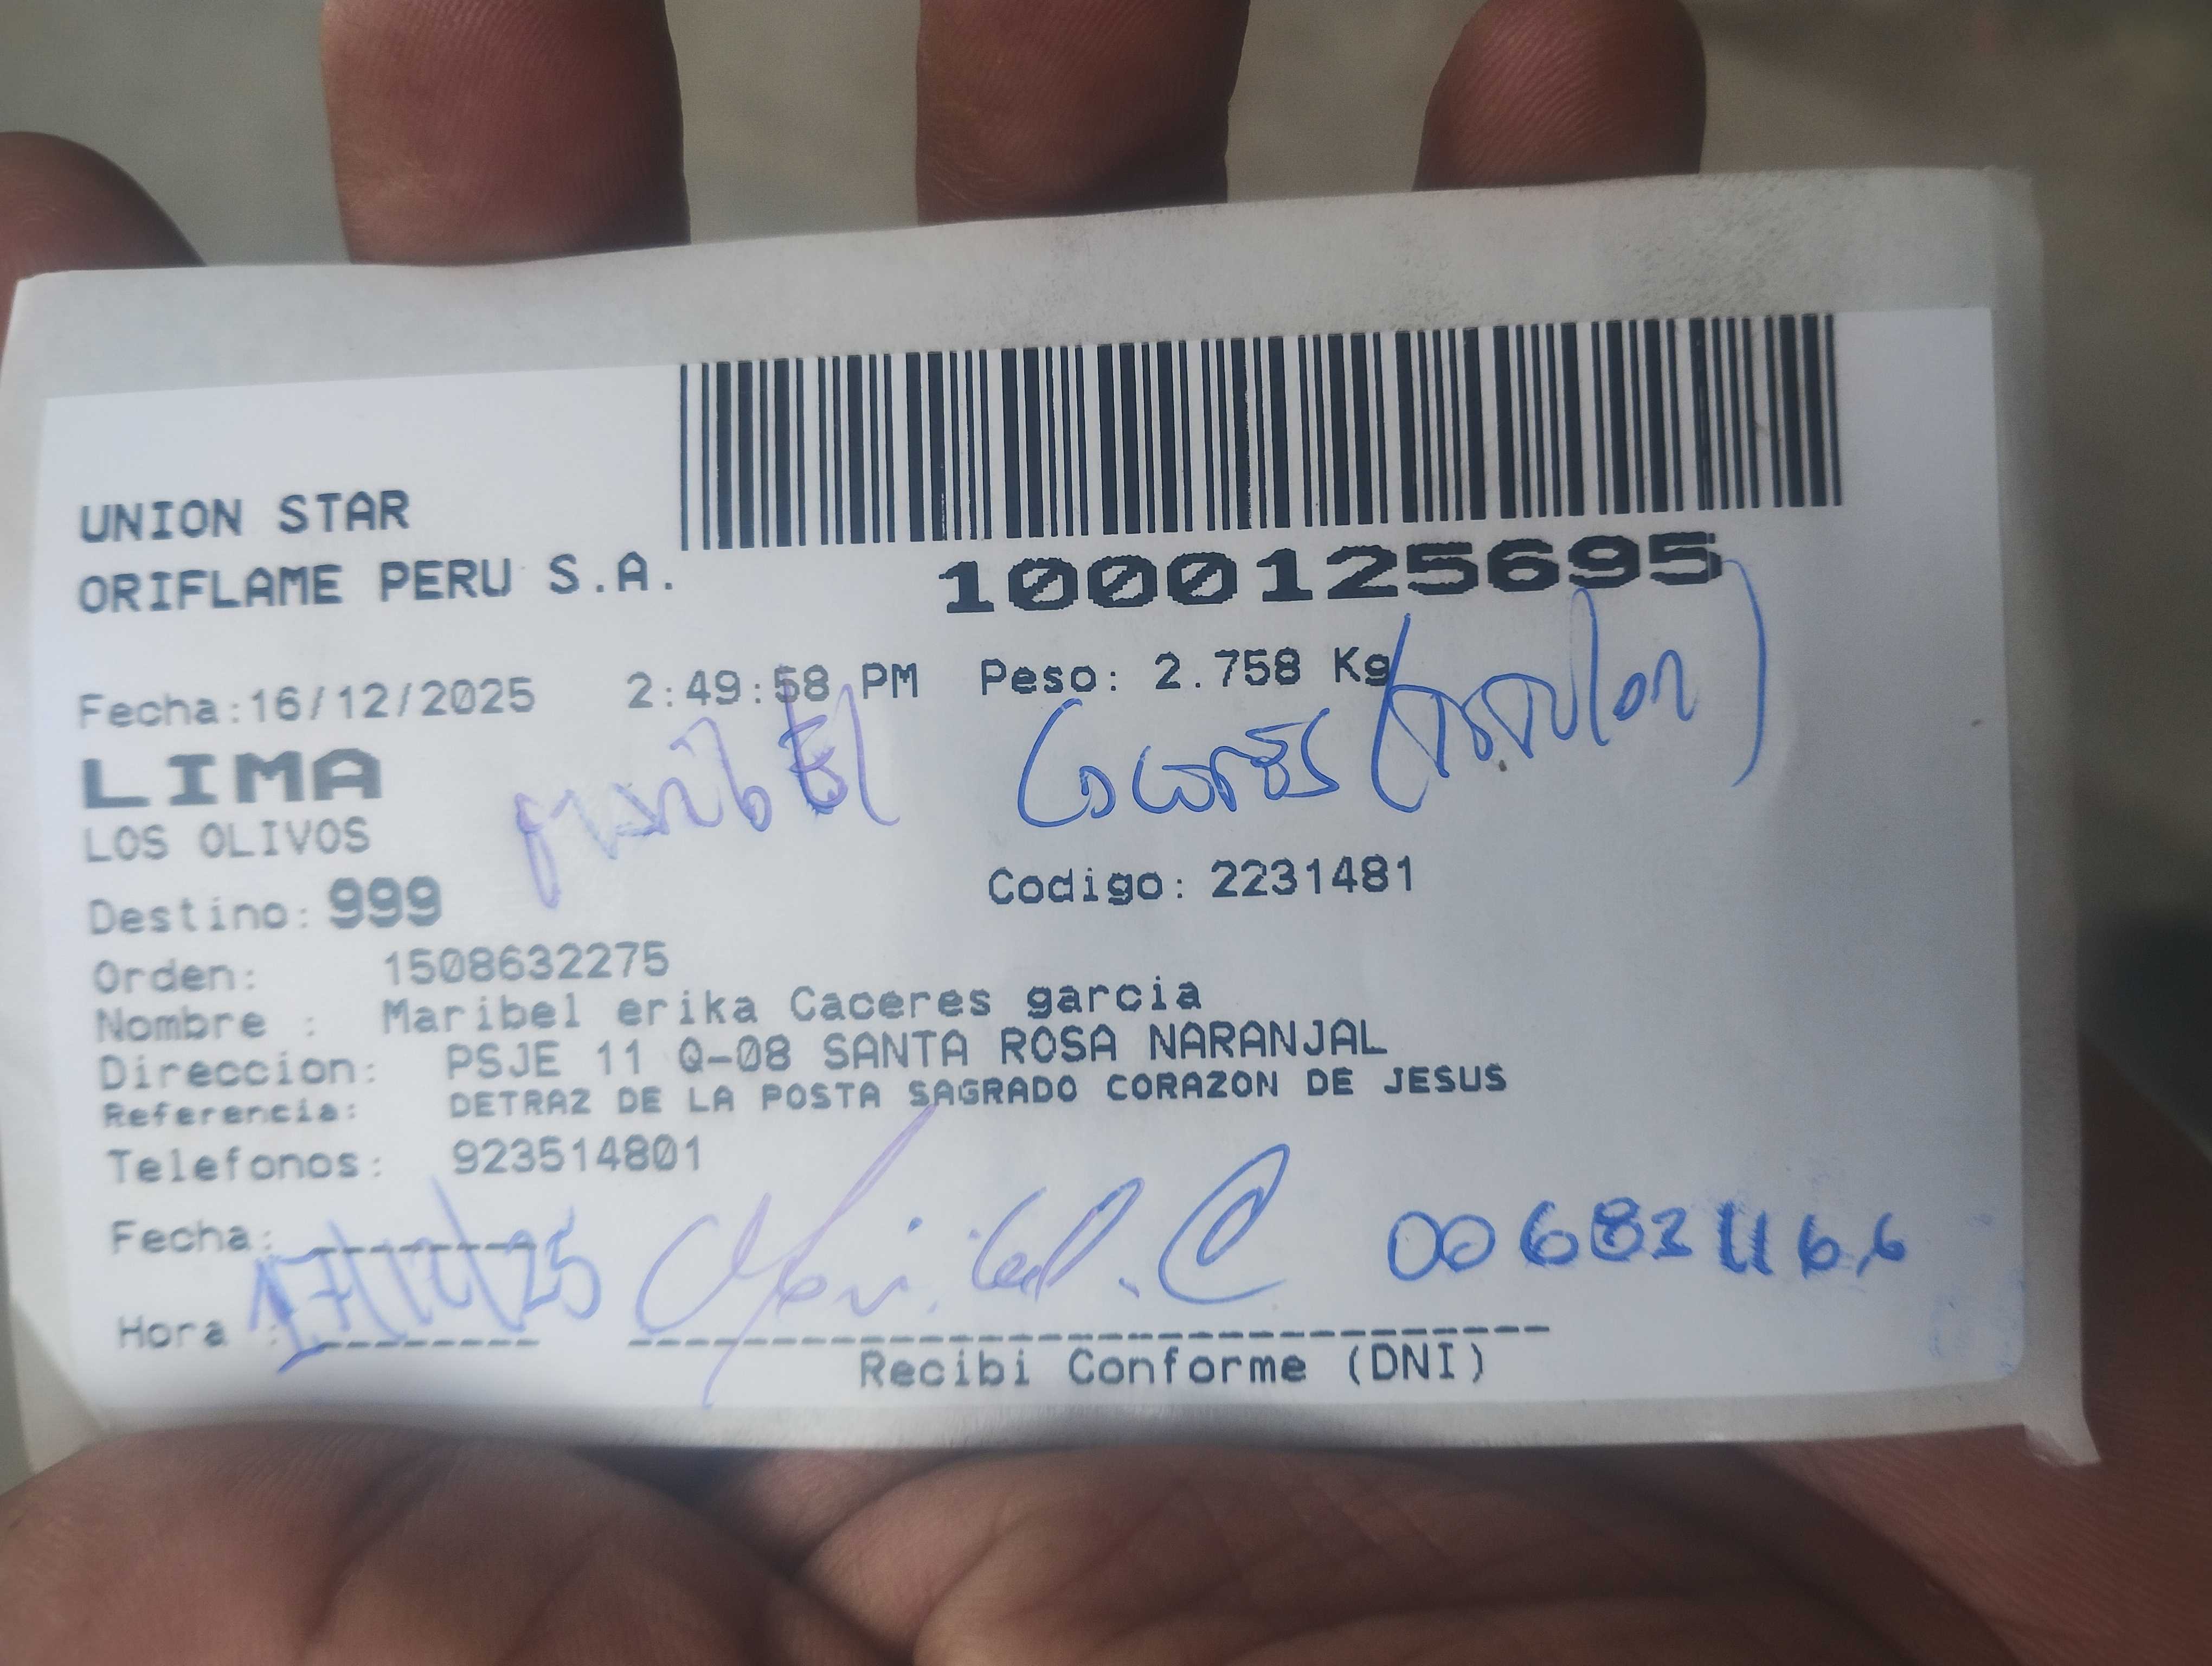 UNION STAR
ORIFLAME PERU S.A.
1000125695
Fecha:16/12/2025 2:49:58 PM Peso: 2.758 Kg
LIMA
maribEl Caceres (titular)
LOS OLIVOS
Codigo: 2231481
Destino: 999
Orden: 1508632275
Nombre : Maribel erika Caceres garcia
Direccion: PSJE 11 Q-08 SANTA ROSA NARANJAL
Referencia: DETRAZ DE LA POSTA SAGRADO CORAZON DE JESUS
Telefonos: 923514801
Fecha:
17/12/25 Maribel. C
Hora :
Recibi Conforme (DNI)